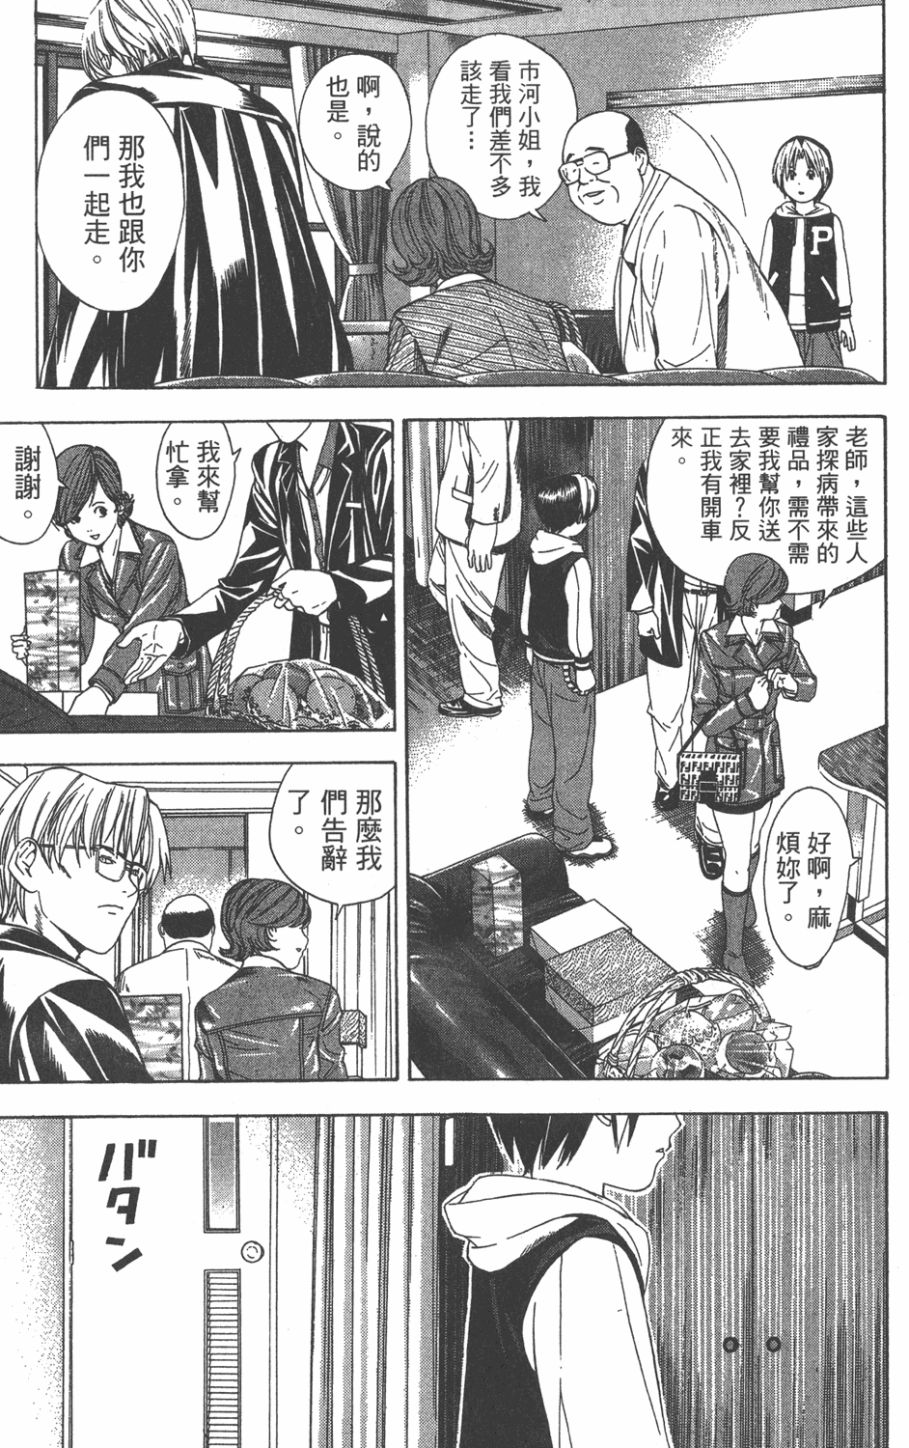 市河小姐，我
看我們差不多
該走了…
啊，說的
也是。
那我也跟你
們一起走。
P
老師，這些人
家探病帶來的
禮品，需不需
要我幫你送
去家裡？反
正我有開車
來。
好啊，麻
煩妳了。
我來幫
忙拿。
謝謝。
那麼我
們告辭
了。
バタン